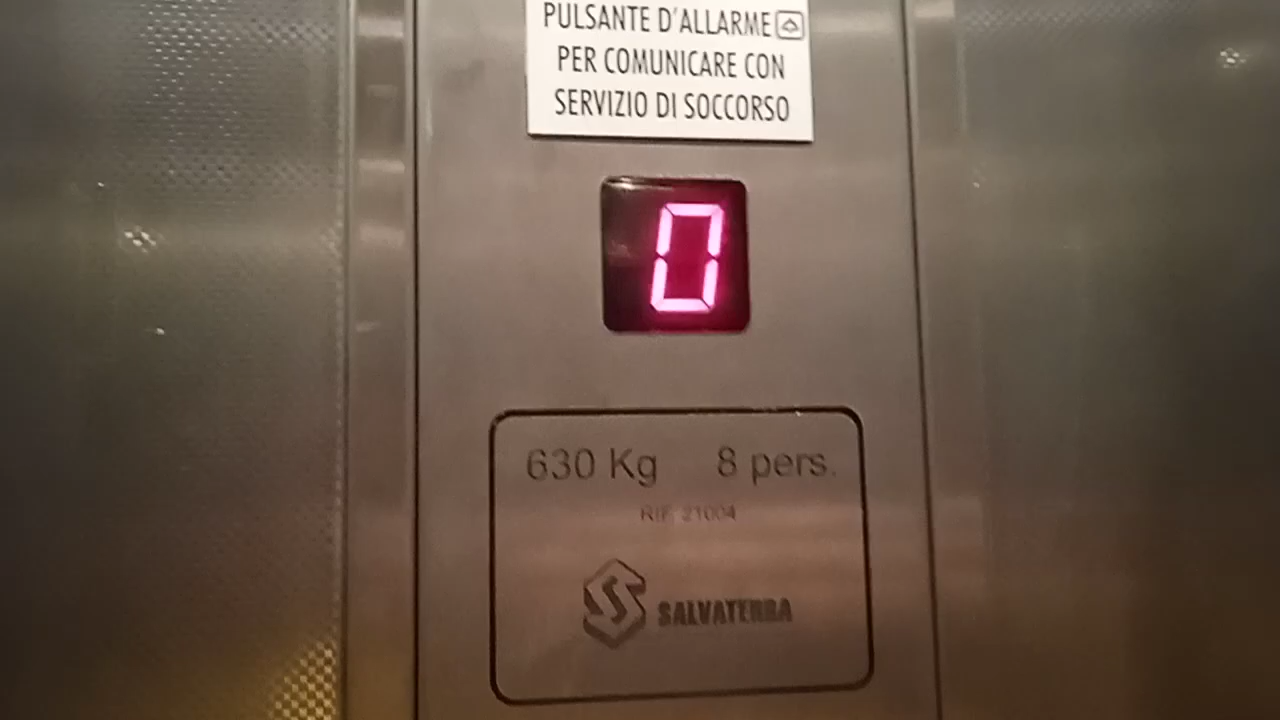 PULSANTE D'ALLARME
PER COMUNICARE CON
SERVIZIO DI SOCCORSO
0
630 Kg 8 pers.
RIF. 21004
SALVATERRA